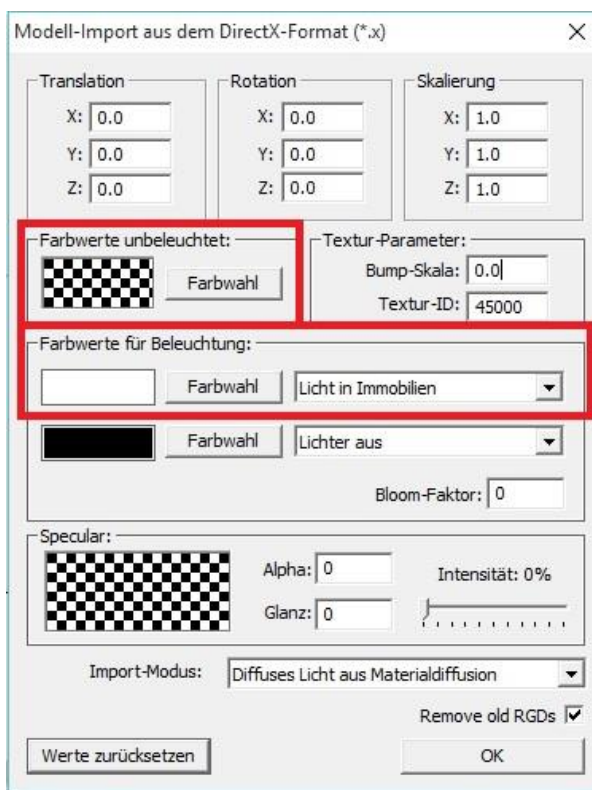 Modell-Import aus dem DirectX-Format (*.x)
Translation
X: 0.0
Y: 0.0
Z: 0.0
Rotation
X: 0.0
Y: 0.0
Z: 0.0
Skalierung
X: 1.0
Y: 1.0
Z: 1.0
Farbwerte unbeleuchtet:
Farbwahl
Textur-Parameter:
Bump-Skala: 0.0
Textur-ID: 45000
Farbwerte für Beleuchtung:
Farbwahl Licht in Immobilien
Farbwahl Lichter aus
Bloom-Faktor: 0
Specular:
Alpha: 0
Glanz: 0
Intensität: 0%
Import-Modus: Diffuses Licht aus Materialdiffusion
Remove old RGDs
Werte zurücksetzen OK